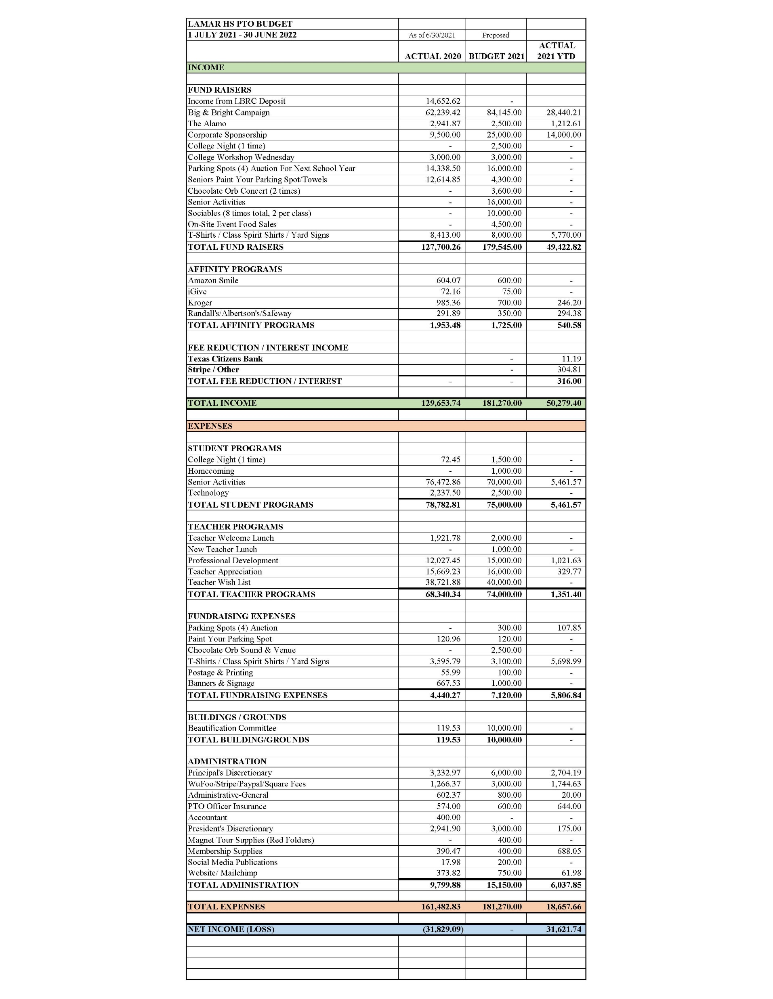 LAMAR HS PTO BUDGET
1 JULY 2021 - 30 JUNE 2022 As of 6/30/2021 Proposed
ACTUAL 2020 BUDGET 2021 ACTUAL 2021 YTD
INCOME
FUND RAISERS
Income from LBRC Deposit 14,652.62 -
Big & Bright Campaign 62,239.42 84,145.00 28,440.21
The Alamo 2,941.87 2,500.00 1,212.61
Corporate Sponsorship 9,500.00 25,000.00 14,000.00
College Night (1 time) - 2,500.00 -
College Workshop Wednesday 3,000.00 3,000.00 -
Parking Spots (4) Auction For Next School Year 14,338.50 16,000.00 -
Seniors Paint Your Parking Spot/Towels 12,614.85 4,300.00 -
Chocolate Orb Concert (2 times) - 3,600.00 -
Senior Activities - 16,000.00 -
Sociables (8 times total, 2 per class) - 10,000.00 -
On-Site Event Food Sales - 4,500.00 -
T-Shirts / Class Spirit Shirts / Yard Signs 8,413.00 8,000.00 5,770.00
TOTAL FUND RAISERS 127,700.26 179,545.00 49,422.82
AFFINITY PROGRAMS
Amazon Smile 604.07 600.00 -
iGive 72.16 75.00 -
Kroger 985.36 700.00 246.20
Randall's/Albertson's/Safeway 291.89 350.00 294.38
TOTAL AFFINITY PROGRAMS 1,953.48 1,725.00 540.58
FEE REDUCTION / INTEREST INCOME
Texas Citizens Bank - 11.19
Stripe / Other - 304.81
TOTAL FEE REDUCTION / INTEREST - - 316.00
TOTAL INCOME 129,653.74 181,270.00 50,279.40
EXPENSES
STUDENT PROGRAMS
College Night (1 time) 72.45 1,500.00 -
Homecoming - 1,000.00 -
Senior Activities 76,472.86 70,000.00 5,461.57
Technology 2,237.50 2,500.00 -
TOTAL STUDENT PROGRAMS 78,782.81 75,000.00 5,461.57
TEACHER PROGRAMS
Teacher Welcome Lunch 1,921.78 2,000.00 -
New Teacher Lunch - 1,000.00 -
Professional Development 12,027.45 15,000.00 1,021.63
Teacher Appreciation 15,669.23 16,000.00 329.77
Teacher Wish List 38,721.88 40,000.00 -
TOTAL TEACHER PROGRAMS 68,340.34 74,000.00 1,351.40
FUNDRAISING EXPENSES
Parking Spots (4) Auction - 300.00 107.85
Paint Your Parking Spot 120.96 120.00 -
Chocolate Orb Sound & Venue - 2,500.00 -
T-Shirts / Class Spirit Shirts / Yard Signs 3,595.79 3,100.00 5,698.99
Postage & Printing 55.99 100.00 -
Banners & Signage 667.53 1,000.00 -
TOTAL FUNDRAISING EXPENSES 4,440.27 7,120.00 5,806.84
BUILDINGS / GROUNDS
Beautification Committee 119.53 10,000.00 -
TOTAL BUILDING/GROUNDS 119.53 10,000.00 -
ADMINISTRATION
Principal's Discretionary 3,232.97 6,000.00 2,704.19
WuFoo/Stripe/Paypal/Square Fees 1,266.37 3,000.00 1,744.63
Administrative-General 602.37 800.00 20.00
PTO Officer Insurance 574.00 600.00 644.00
Accountant 400.00 - -
President's Discretionary 2,941.90 3,000.00 175.00
Magnet Tour Supplies (Red Folders) - 400.00 -
Membership Supplies 390.47 400.00 688.05
Social Media Publications 17.98 200.00 -
Website/ Mailchimp 373.82 750.00 61.98
TOTAL ADMINISTRATION 9,799.88 15,150.00 6,037.85
TOTAL EXPENSES 161,482.83 181,270.00 18,657.66
NET INCOME (LOSS) (31,829.09) - 31,621.74